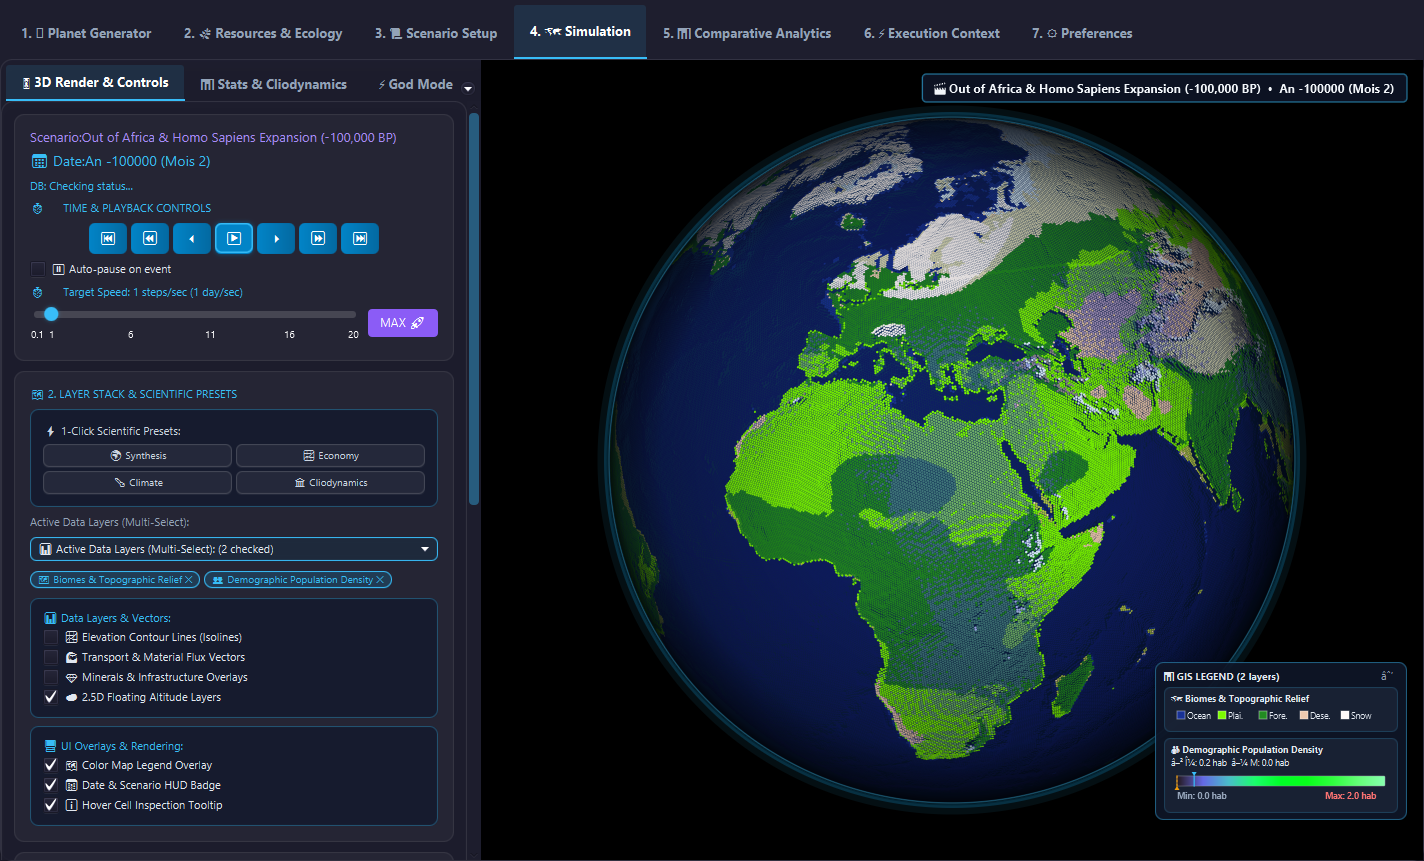 1. Planet Generator
2. Resources & Ecology
3. Scenario Setup
4. Simulation
5. Comparative Analytics
6. Execution Context
7. Preferences
3D Render & Controls
Stats & Cliodynamics
God Mode
Out of Africa & Homo Sapiens Expansion (-100,000 BP) • An -100000 (Mois 2)
Scenario:Out of Africa & Homo Sapiens Expansion (-100,000 BP)
Date:An -100000 (Mois 2)
DB: Checking status...
TIME & PLAYBACK CONTROLS
Auto-pause on event
Target Speed: 1 steps/sec (1 day/sec)
MAX
0.1 1 6 11 16 20
2. LAYER STACK & SCIENTIFIC PRESETS
1-Click Scientific Presets:
Synthesis
Economy
Climate
Cliodynamics
Active Data Layers (Multi-Select):
Active Data Layers (Multi-Select): (2 checked)
Biomes & Topographic Relief
Demographic Population Density
Data Layers & Vectors:
Elevation Contour Lines (Isolines)
Transport & Material Flux Vectors
Minerals & Infrastructure Overlays
2.5D Floating Altitude Layers
UI Overlays & Rendering:
Color Map Legend Overlay
Date & Scenario HUD Badge
Hover Cell Inspection Tooltip
GIS LEGEND (2 layers)
Biomes & Topographic Relief
Ocean Plai. Fore. Dese. Snow
Demographic Population Density
â–² Î¼: 0.2 hab â–¼ M: 0.0 hab
Min: 0.0 hab
Max: 2.0 hab